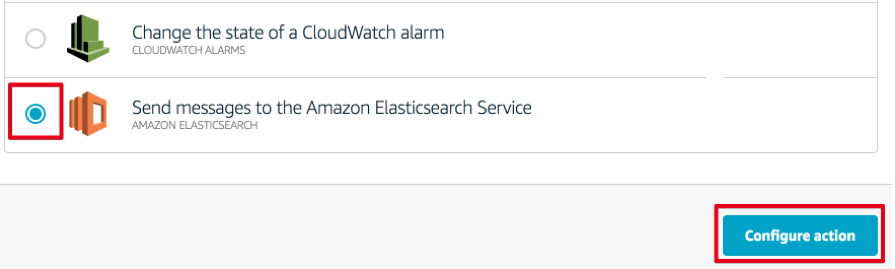 Change the state of a CloudWatch alarm
CLOUDWATCH ALARMS
Send messages to the Amazon Elasticsearch Service
AMAZON ELASTICSEARCH
Configure action